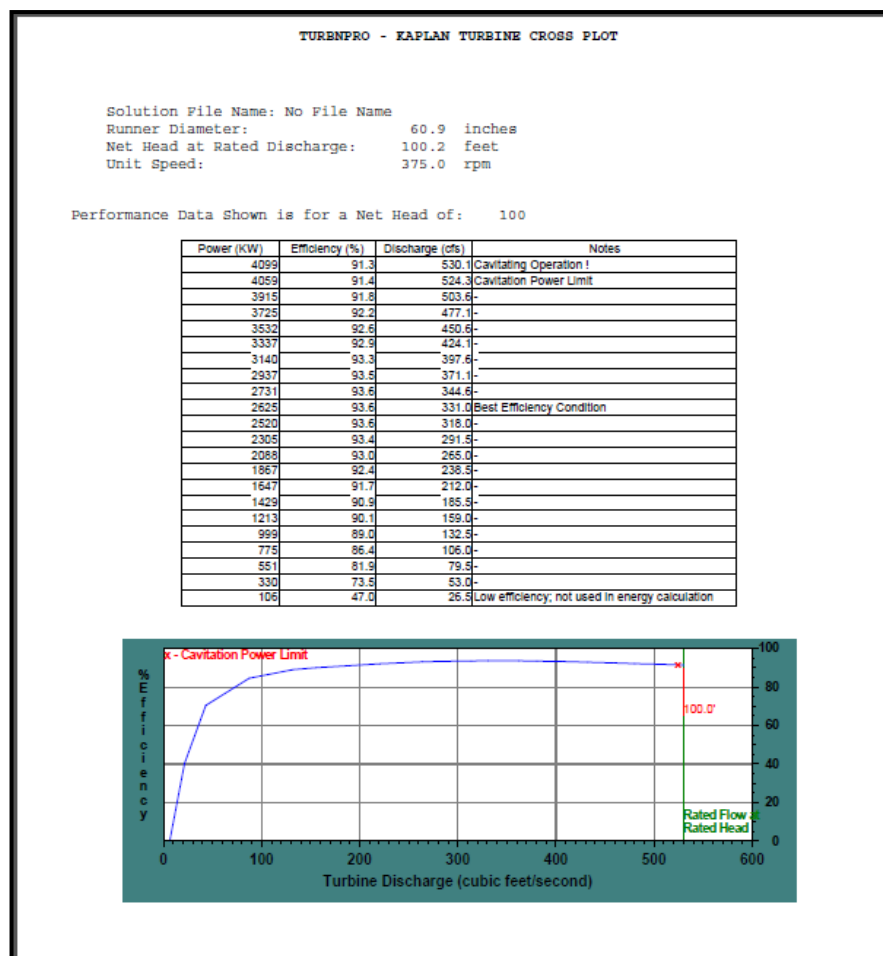 TURBNPRO - KAPLAN TURBINE CROSS PLOT
Solution File Name: No File Name
Runner Diameter: 60.9 inches
Net Head at Rated Discharge: 100.2 feet
Unit Speed: 375.0 rpm
Performance Data Shown is for a Net Head of: 100
Power (KW) Efficiency (%) Discharge (cfs) Notes
4099 91.3 530.1 Cavitating Operation !
4059 91.4 524.3 Cavitation Power Limit
3915 91.8 503.6 -
3725 92.2 477.1 -
3532 92.6 450.6 -
3337 92.9 424.1 -
3140 93.3 397.6 -
2937 93.5 371.1 -
2731 93.6 344.6 -
2625 93.6 331.0 Best Efficiency Condition
2520 93.6 318.0 -
2305 93.4 291.5 -
2088 93.0 265.0 -
1867 92.4 238.5 -
1647 91.7 212.0 -
1429 90.9 185.5 -
1213 90.1 159.0 -
999 89.0 132.5 -
775 86.4 106.0 -
551 81.9 79.5 -
330 73.5 53.0 -
106 47.0 26.5 Low efficiency; not used in energy calculation
x - Cavitation Power Limit
100
% Efficiency
80
100.0'
60
40
20
Rated Flow at
Rated Head
0
0 100 200 300 400 500 600
Turbine Discharge (cubic feet/second)